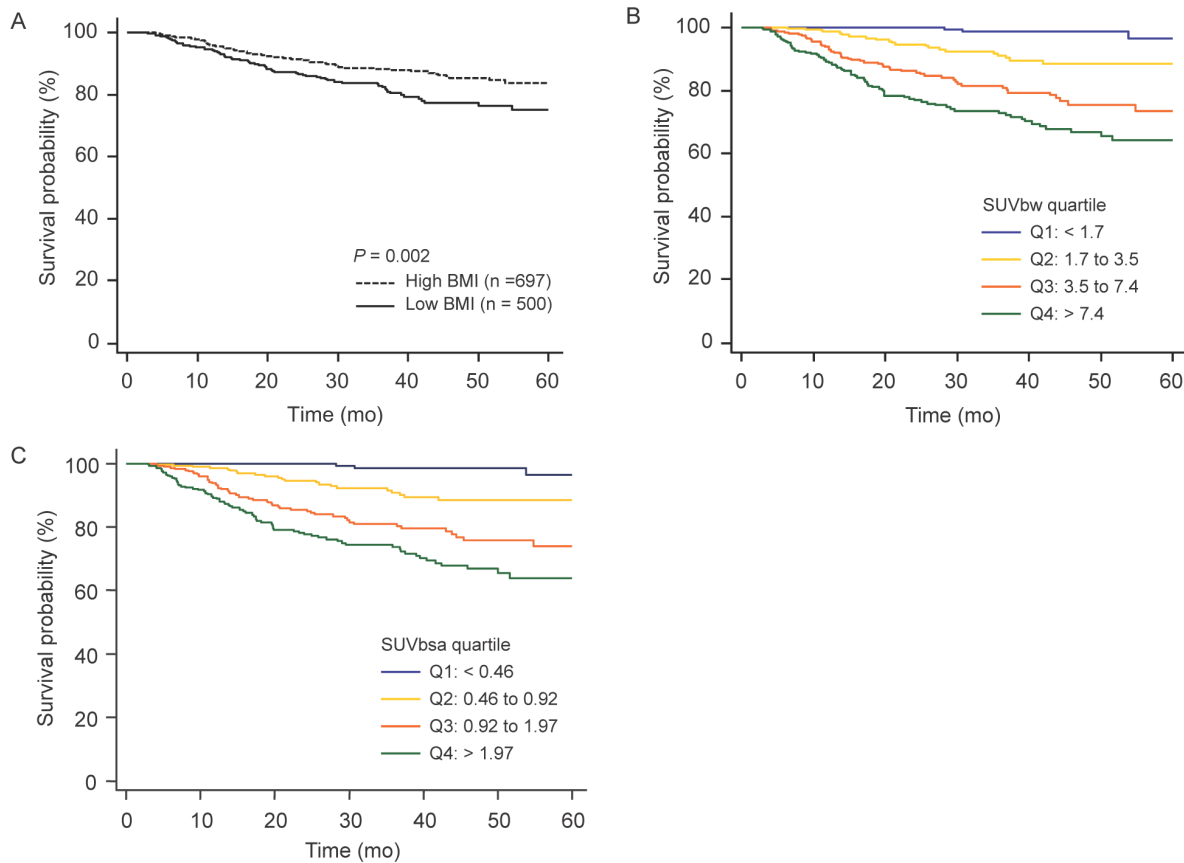 A
Survival probability (%)
100
80
60
40
20
0
P = 0.002
High BMI (n =697)
Low BMI (n = 500)
0 10 20 30 40 50 60
Time (mo)
B
Survival probability (%)
100
80
60
40
20
0
SUVbw quartile
Q1: < 1.7
Q2: 1.7 to 3.5
Q3: 3.5 to 7.4
Q4: > 7.4
0 10 20 30 40 50 60
Time (mo)
C
Survival probability (%)
100
80
60
40
20
0
SUVbsa quartile
Q1: < 0.46
Q2: 0.46 to 0.92
Q3: 0.92 to 1.97
Q4: > 1.97
0 10 20 30 40 50 60
Time (mo)